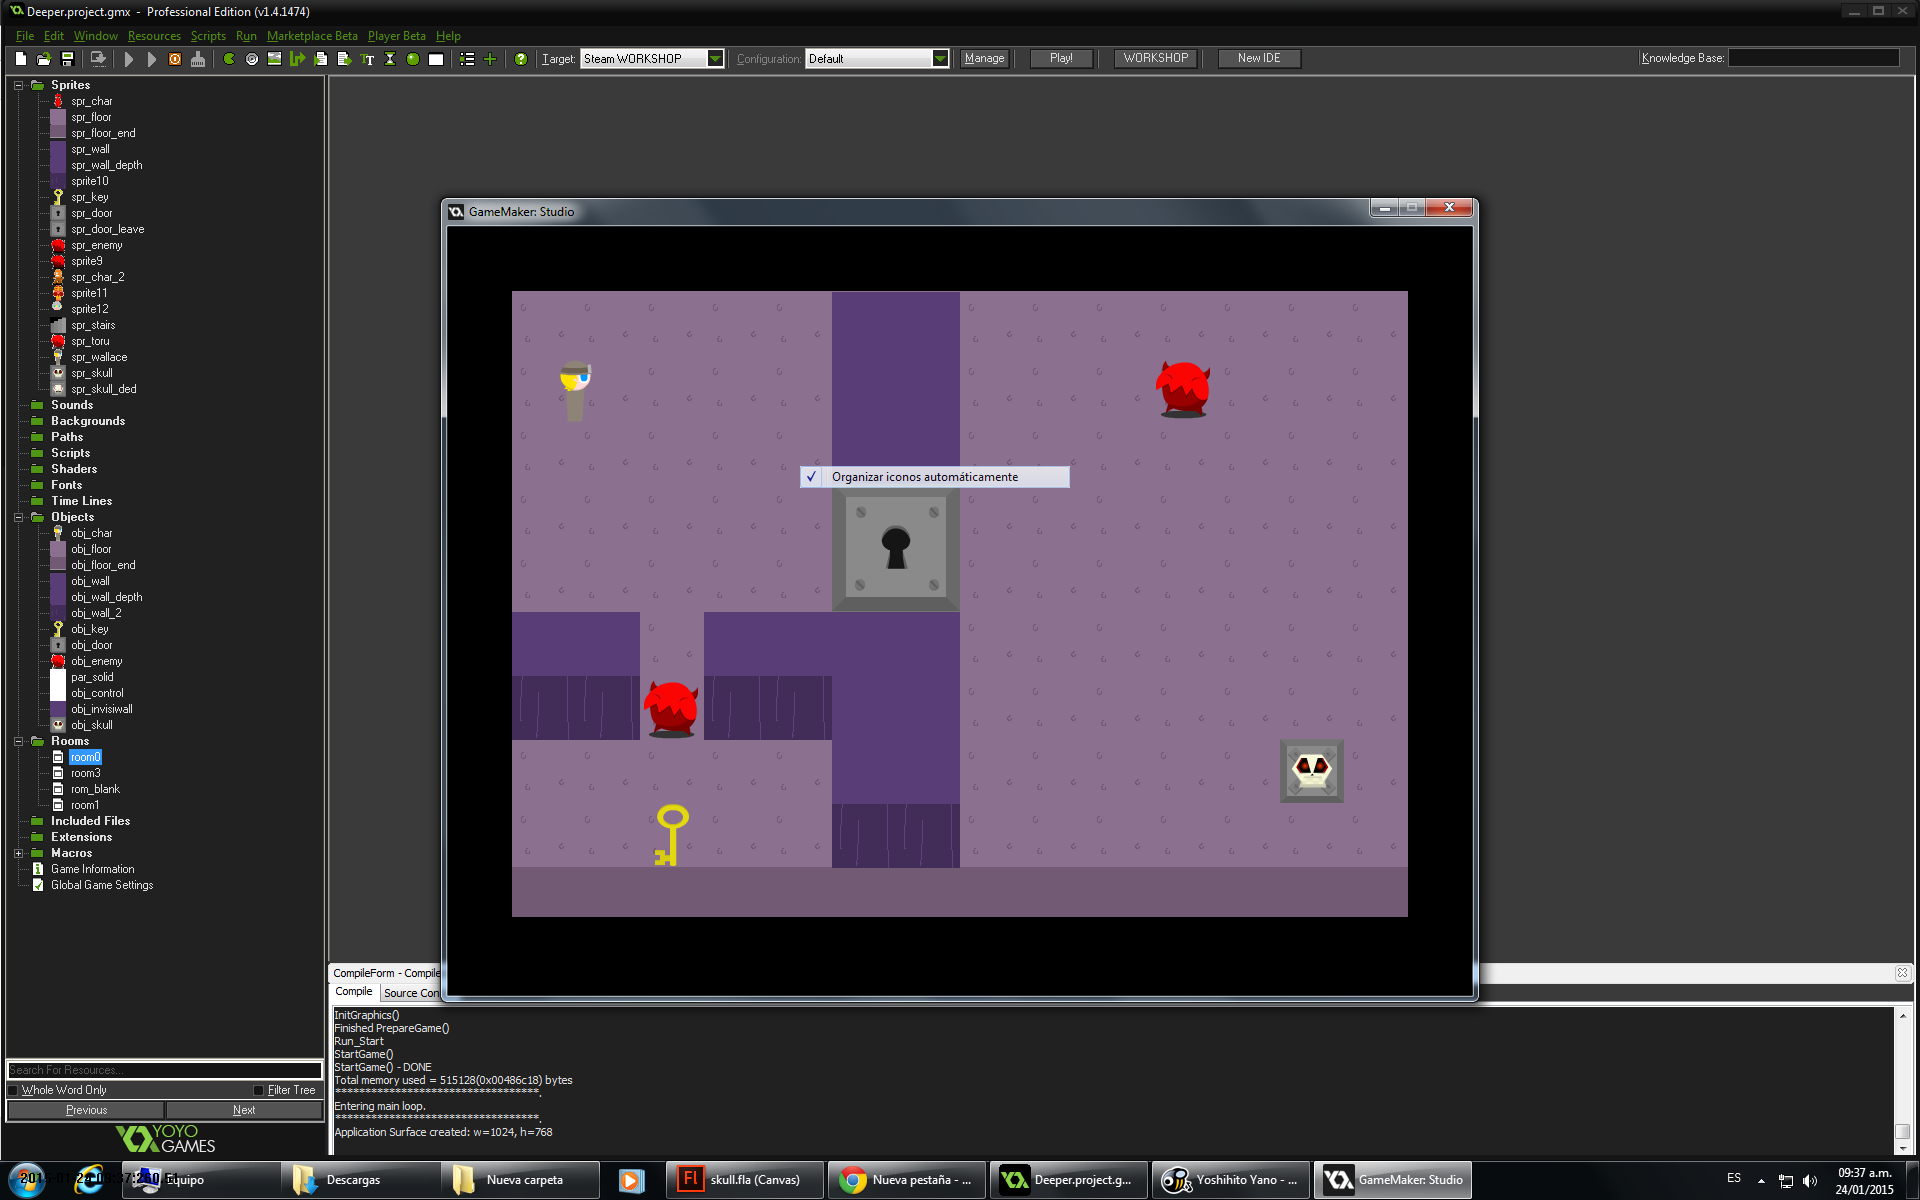 Deeper.project.gmx - Professional Edition (v1.4.1474)
File Edit Window Resources Scripts Run Marketplace Beta Player Beta Help
Target: Steam WORKSHOP Configuration: Default Manage Play! WORKSHOP New IDE Knowledge Base:
Sprites
spr_char
spr_floor
spr_floor_end
spr_wall
spr_wall_depth
sprite10
spr_key
spr_door
spr_door_leave
spr_enemy
sprite9
spr_char_2
sprite11
sprite12
spr_stairs
spr_toru
spr_wallace
spr_skull
spr_skull_ded
Sounds
Backgrounds
Paths
Scripts
Shaders
Fonts
Time Lines
Objects
obj_char
obj_floor
obj_floor_end
obj_wall
obj_wall_depth
obj_wall_2
obj_key
obj_door
obj_enemy
par_solid
obj_control
obj_invisiwall
obj_skull
Rooms
room0
room3
rom_blank
room1
Included Files
Extensions
Macros
Game Information
Global Game Settings
Search For Resources...
Whole Word Only Filter Tree
Previous Next
YOYO
GAMES
GameMaker: Studio
Organizar iconos automáticamente
CompileForm - Compile
Compile Source Con
InitGraphics()
Finished PrepareGame()
Run_Start
StartGame()
StartGame() - DONE
Total memory used = 515128(0x00486c18) bytes
**********************************.
Entering main loop.
**********************************.
Application Surface created: w=1024, h=768
Equipo Descargas Nueva carpeta skull.fla (Canvas) Nueva pestaña - ... Deeper.project.g... Yoshihito Yano - ... GameMaker: Studio ES 09:37 a.m.
24/01/2015